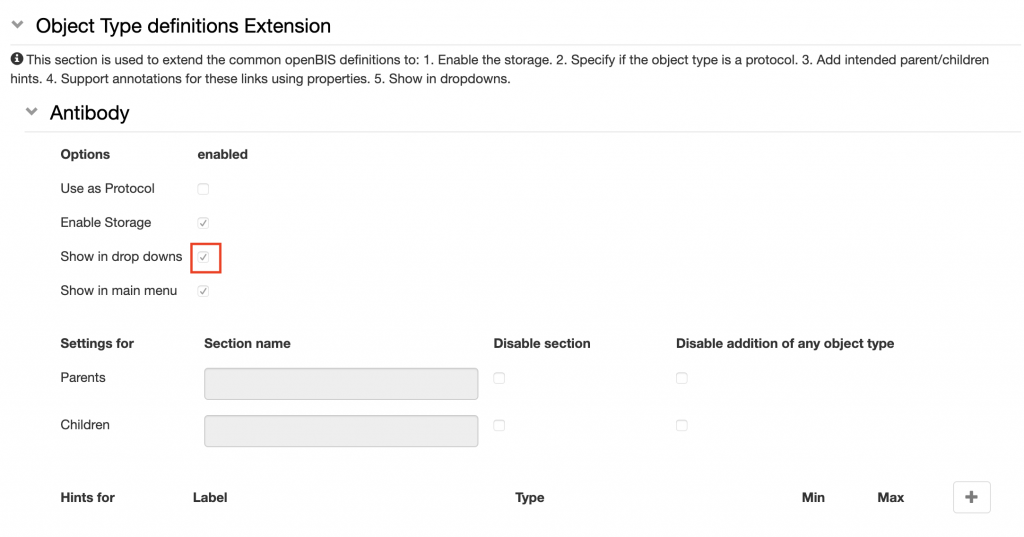 Object Type definitions Extension
This section is used to extend the common openBIS definitions to: 1. Enable the storage. 2. Specify if the object type is a protocol. 3. Add intended parent/children
hints. 4. Support annotations for these links using properties. 5. Show in dropdowns.
Antibody
Options enabled
Use as Protocol
Enable Storage
Show in drop downs
Show in main menu
Settings for Section name Disable section Disable addition of any object type
Parents
Children
Hints for Label Type Min Max